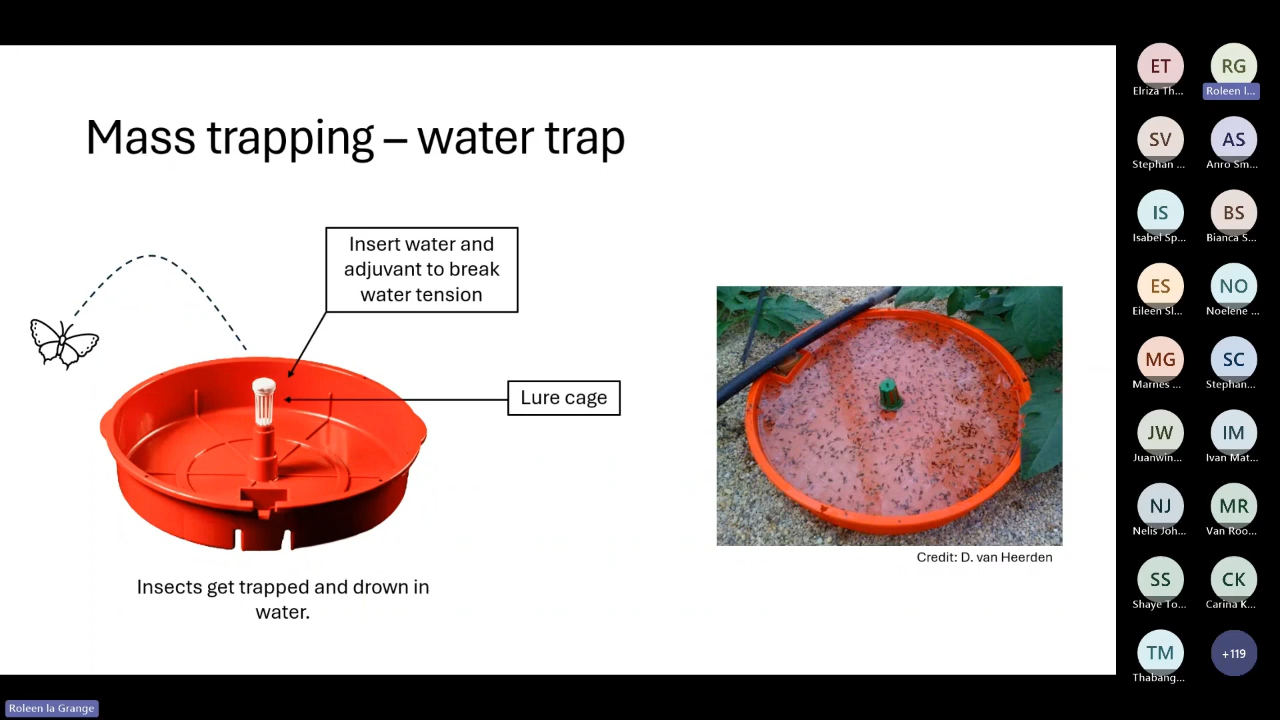 Mass trapping – water trap
Insert water and
adjuvant to break
water tension
Lure cage
Insects get trapped and drown in
water.
Credit: D. van Heerden
ET
Elriza Th...
RG
Roleen l...
SV
Stephan ...
AS
Anro Sm...
IS
Isabel Sp...
BS
Bianca S...
ES
Eileen Sl...
NO
Noelene ...
MG
Marnes ...
SC
Stephan...
JW
Juanwin...
IM
Ivan Mat...
NJ
Nelis Joh...
MR
Van Roo...
SS
Shaye To...
CK
Carina K...
TM
Thabang...
+119
Roleen la Grange